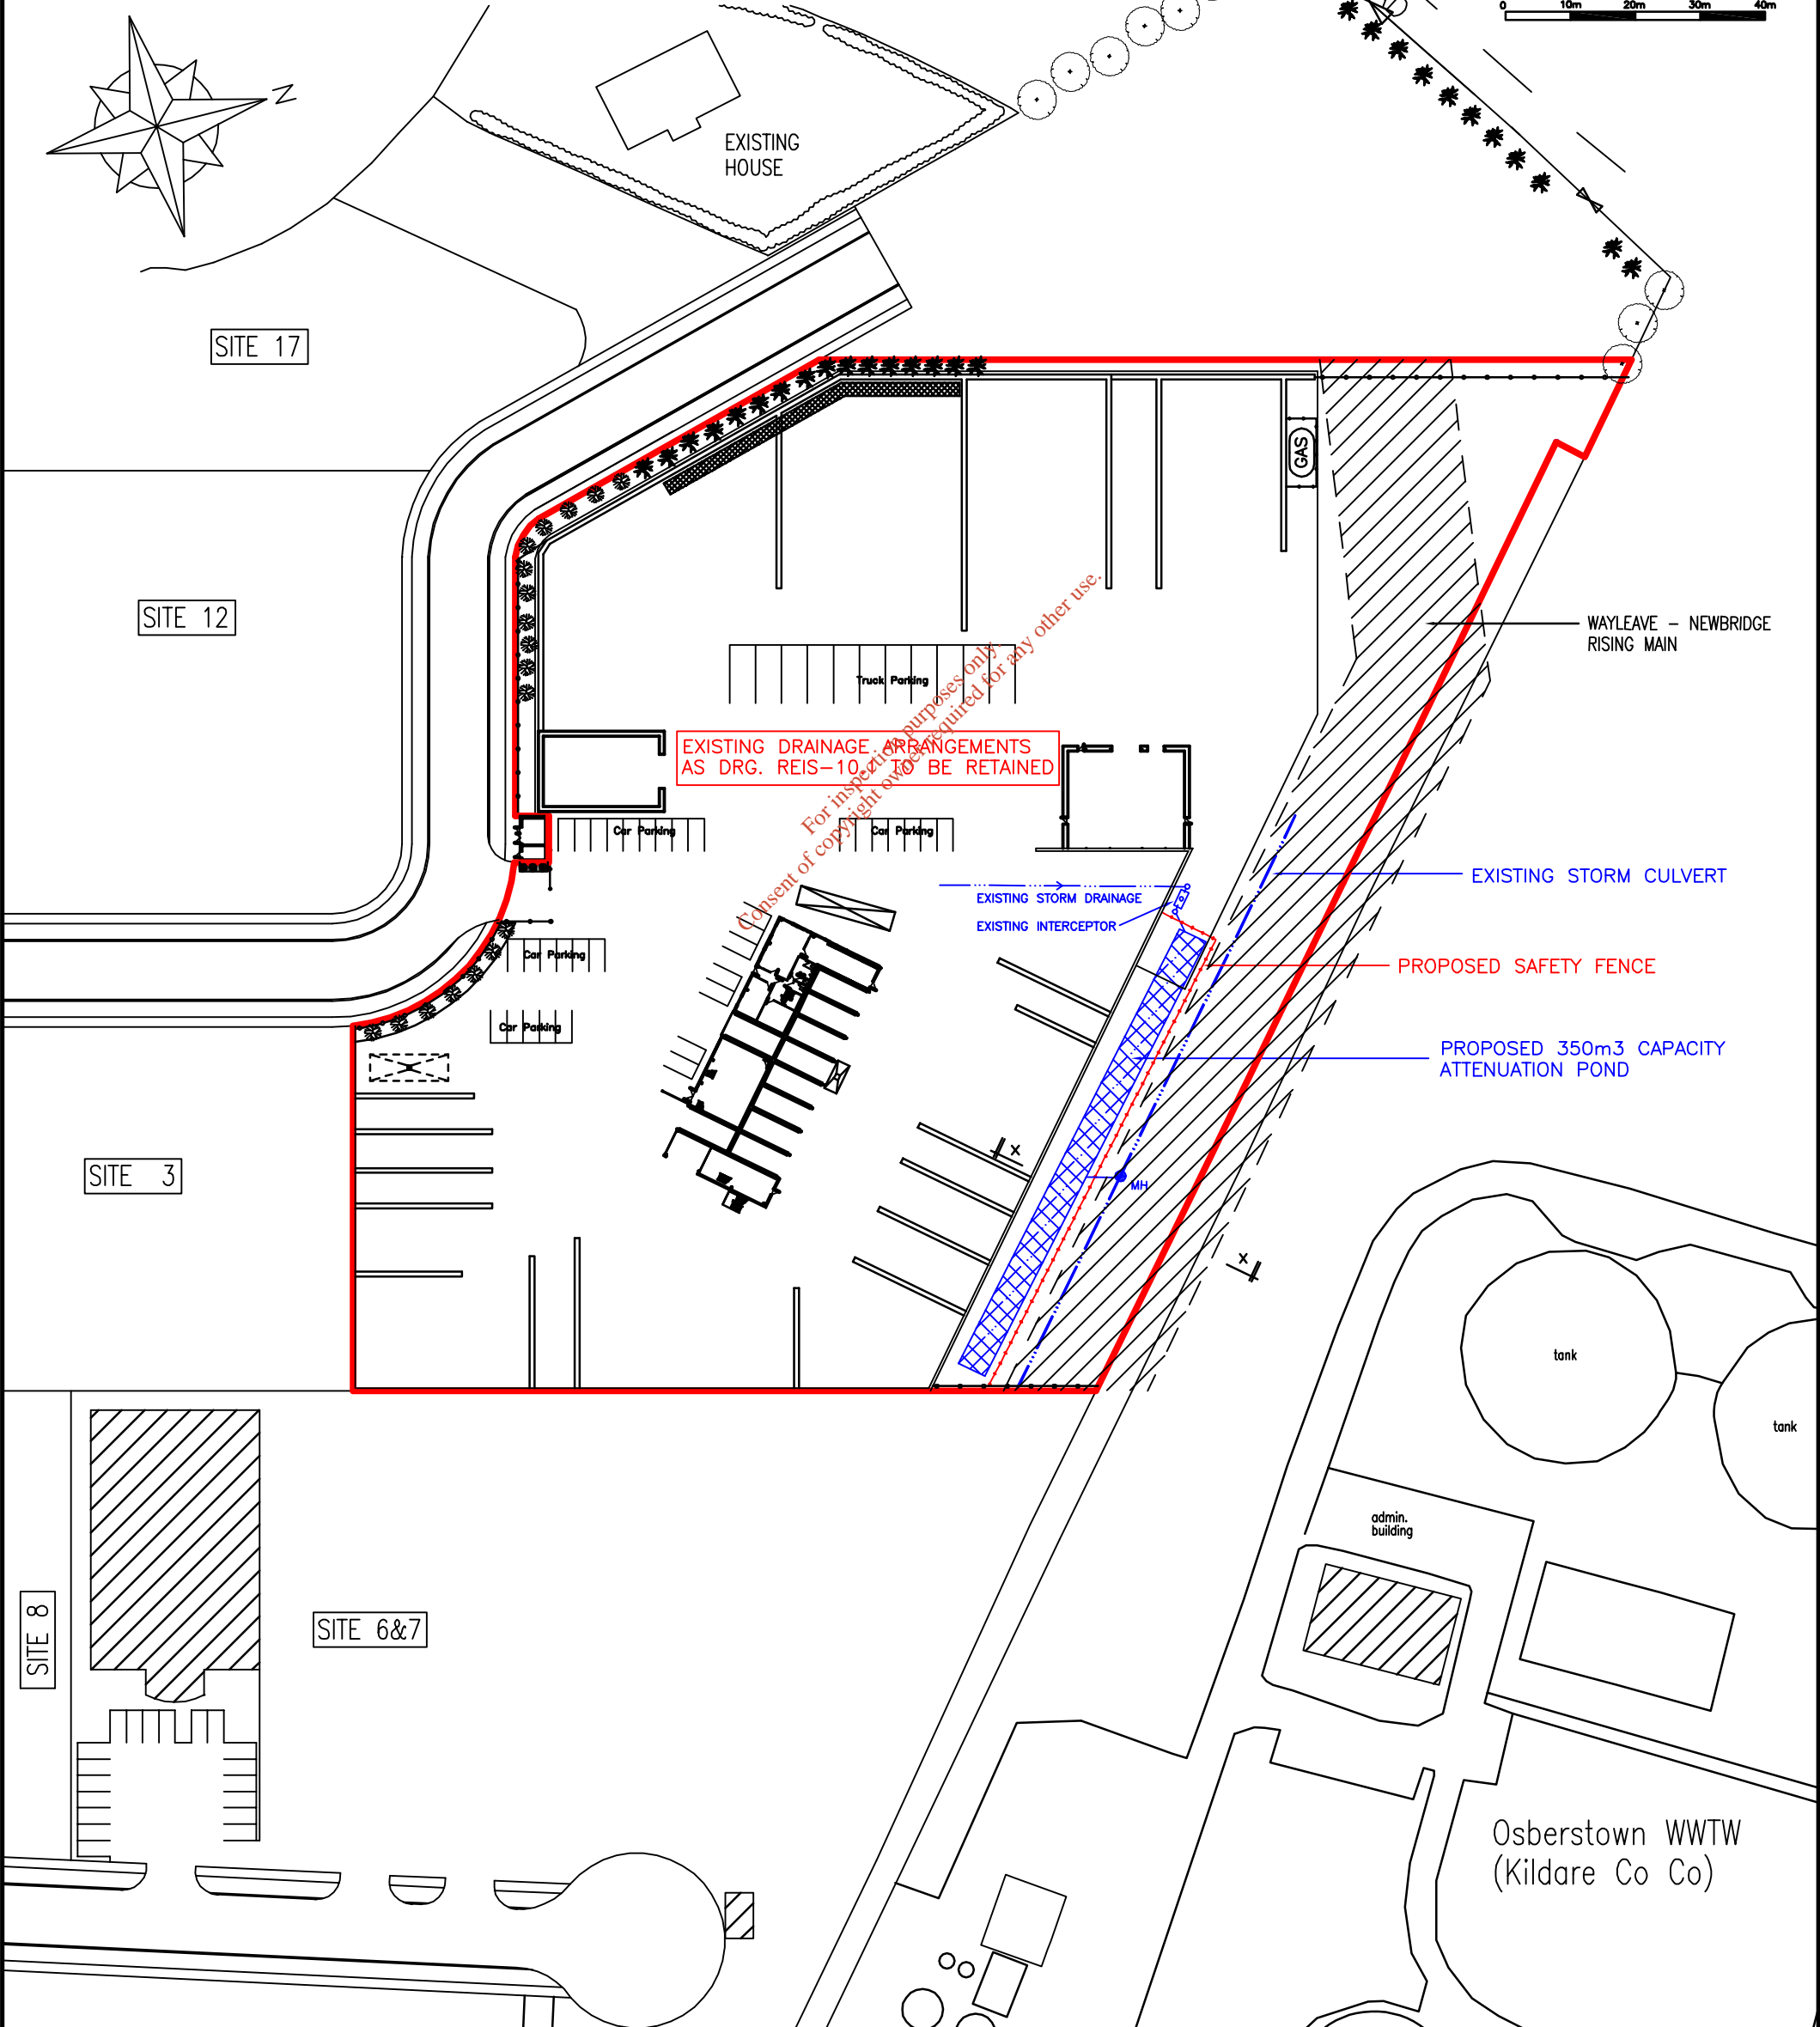 0 10m 20m 30m 40m
N
EXISTING
HOUSE
SITE 17
GAS
SITE 12
WAYLEAVE - NEWBRIDGE
RISING MAIN
Truck Parking
EXISTING DRAINAGE ARRANGEMENTS
AS DRG. REIS-10. TO BE RETAINED
For inspection purposes only.
Consent of copyright owner required for any other use.
Car Parking
Car Parking
EXISTING STORM CULVERT
EXISTING STORM DRAINAGE
EXISTING INTERCEPTOR
Car Parking
PROPOSED SAFETY FENCE
Car Parking
PROPOSED 350m3 CAPACITY
ATTENUATION POND
X
SITE 3
MH
X
tank
tank
admin.
building
SITE 8
SITE 6&7
Osberstown WWTW
(Kildare Co Co)